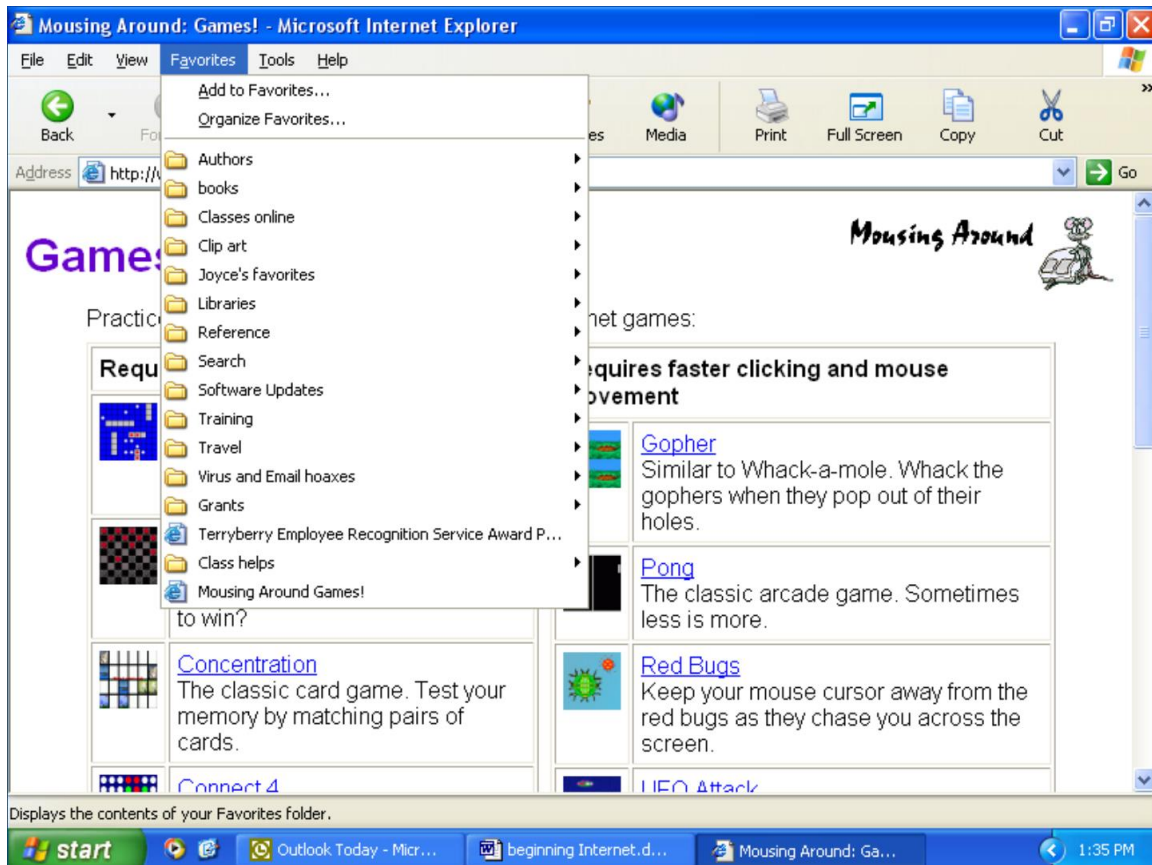 Mousing Around: Games! - Microsoft Internet Explorer
File Edit View Favorites Tools Help
Add to Favorites...
Organize Favorites...
Back Fo es Media Print Full Screen Copy Cut
Address http:// Go
Authors
books
Classes online
Clip art
Joyce's favorites
Libraries
Reference
Search
Software Updates
Training
Travel
Virus and Email hoaxes
Grants
Terryberry Employee Recognition Service Award P...
Class helps
Mousing Around Games!
Mousing Around
Games
Practic net games:
Requ
to win?
Concentration
The classic card game. Test your
memory by matching pairs of
cards.
Connect 4
equires faster clicking and mouse
ovement
Gopher
Similar to Whack-a-mole. Whack the
gophers when they pop out of their
holes.
Pong
The classic arcade game. Sometimes
less is more.
Red Bugs
Keep your mouse cursor away from the
red bugs as they chase you across the
screen.
UFO Attack
Displays the contents of your Favorites folder.
start Outlook Today - Micr... beginning Internet.d... Mousing Around: Ga... 1:35 PM